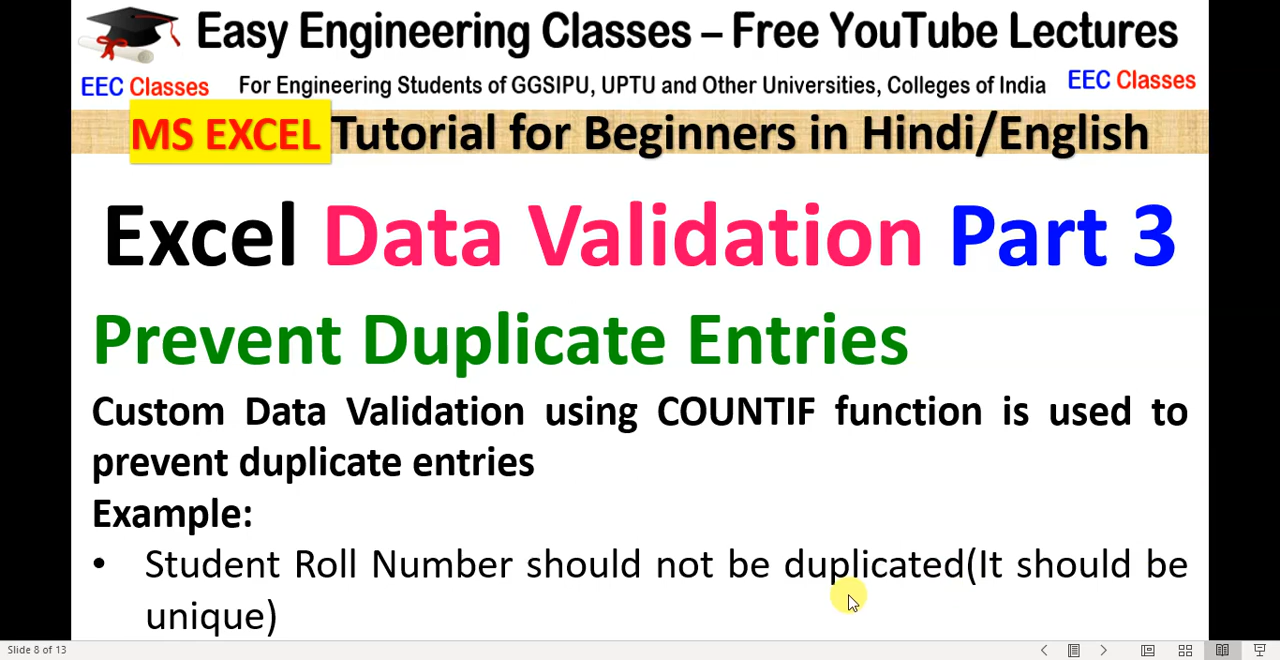 Easy Engineering Classes – Free YouTube Lectures
EEC Classes For Engineering Students of GGSIPU, UPTU and Other Universities, Colleges of India EEC Classes
MS EXCEL Tutorial for Beginners in Hindi/English
Excel Data Validation Part 3
Prevent Duplicate Entries
Custom Data Validation using COUNTIF function is used to
prevent duplicate entries
Example:
• Student Roll Number should not be duplicated(It should be
unique)
Slide 8 of 13